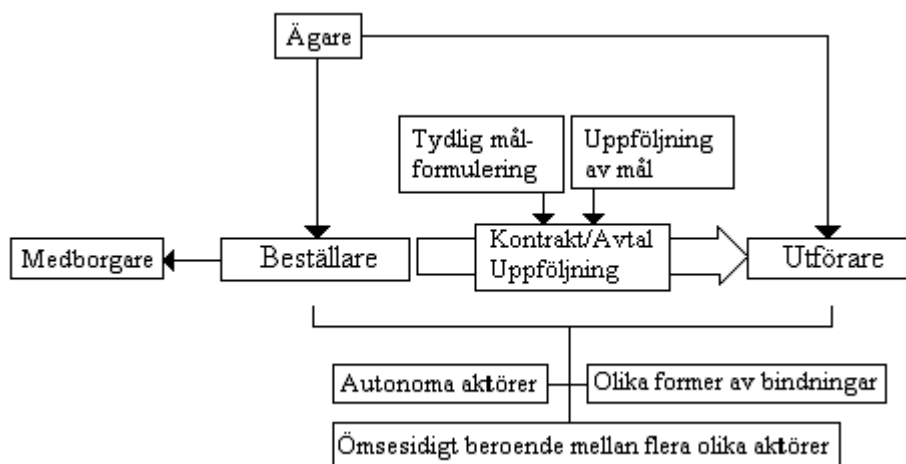 Ägare
Tydlig mål-
formulering
Uppföljning
av mål
Medborgare
Beställare
Kontrakt/Avtal
Uppföljning
Utförare
Autonoma aktörer
Olika former av bindningar
Ömsesidigt beroende mellan flera olika aktörer